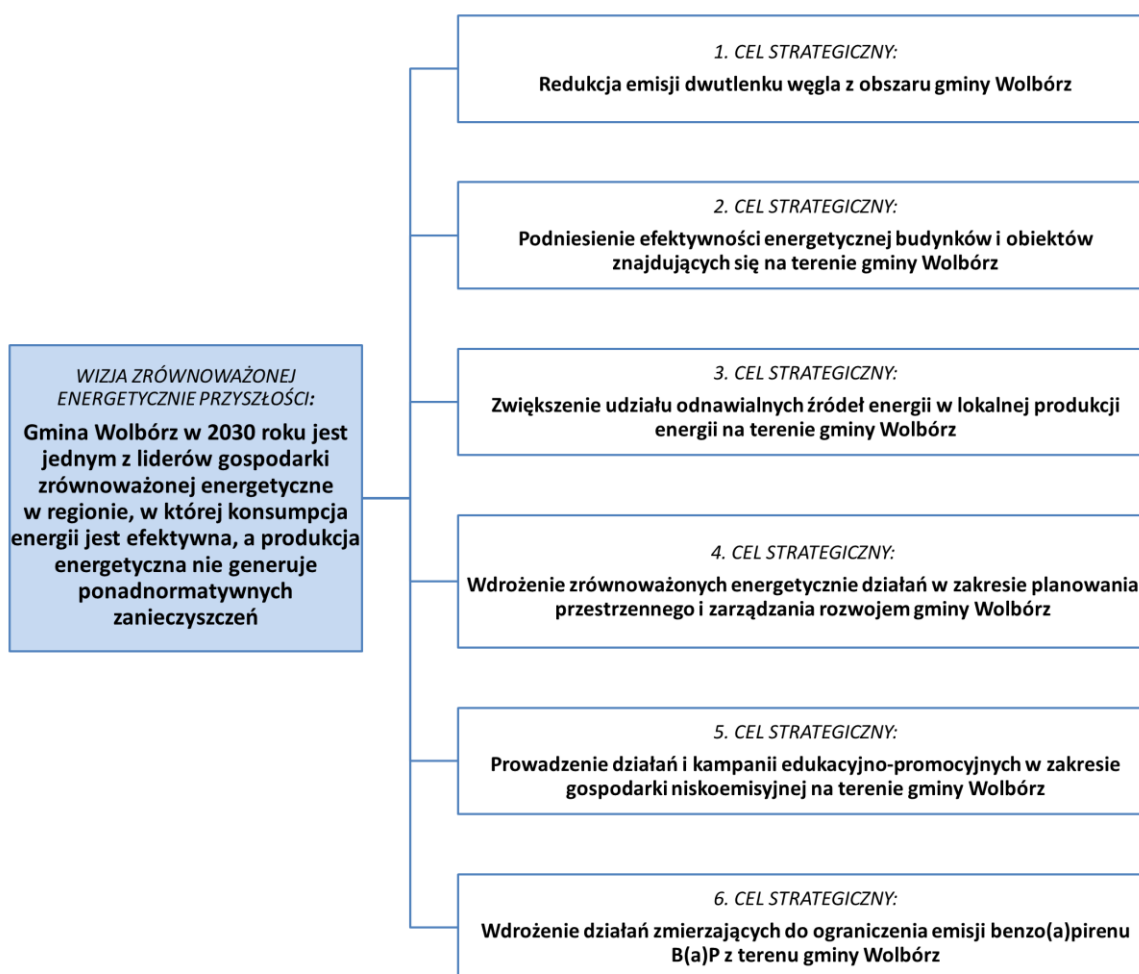 1. CEL STRATEGICZNY:
Redukcja emisji dwutlenku węgla z obszaru gminy Wolbórz
2. CEL STRATEGICZNY:
Podniesienie efektywności energetycznej budynków i obiektów
znajdujących się na terenie gminy Wolbórz
WIZJA ZRÓWNOWAŻONEJ
ENERGETYCZNIE PRZYSZŁOŚCI:
Gmina Wolbórz w 2030 roku jest
jednym z liderów gospodarki
zrównoważonej energetyczne
w regionie, w której konsumpcja
energii jest efektywna, a produkcja
energetyczna nie generuje
ponadnormatywnych
zanieczyszczeń
3. CEL STRATEGICZNY:
Zwiększenie udziału odnawialnych źródeł energii w lokalnej produkcji
energii na terenie gminy Wolbórz
4. CEL STRATEGICZNY:
Wdrożenie zrównoważonych energetycznie działań w zakresie planowania
przestrzennego i zarządzania rozwojem gminy Wolbórz
5. CEL STRATEGICZNY:
Prowadzenie działań i kampanii edukacyjno-promocyjnych w zakresie
gospodarki niskoemisyjnej na terenie gminy Wolbórz
6. CEL STRATEGICZNY:
Wdrożenie działań zmierzających do ograniczenia emisji benzo(a)pirenu
B(a)P z terenu gminy Wolbórz